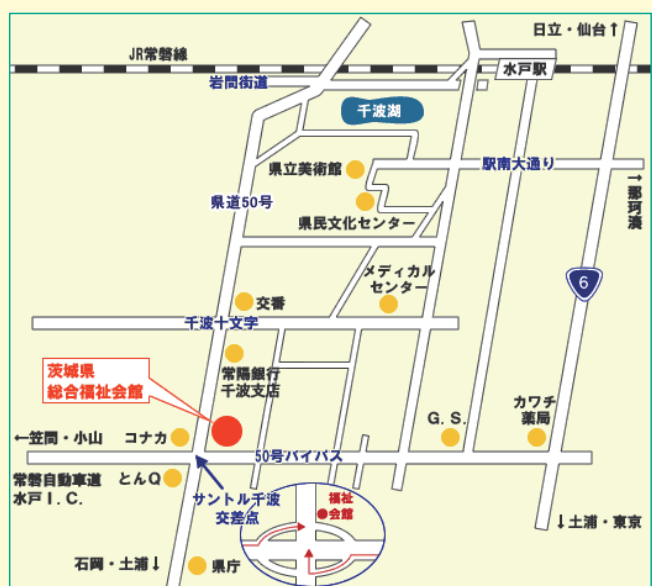 日立・仙台↑
JR常磐線
水戸駅
岩間街道
千波湖
県立美術館
駅南大通り
→那珂湊
県道50号
県民文化センター
メディカル
センター
6
交番
千波十文字
茨城県
総合福祉会館
常陽銀行
千波支店
カワチ
薬局
G.S.
←笠間・小山
コナカ
50号バイパス
常磐自動車道
水戸I.C.
とんQ
サントル千波
交差点
福祉
会館
↓土浦・東京
石岡・土浦↓
県庁